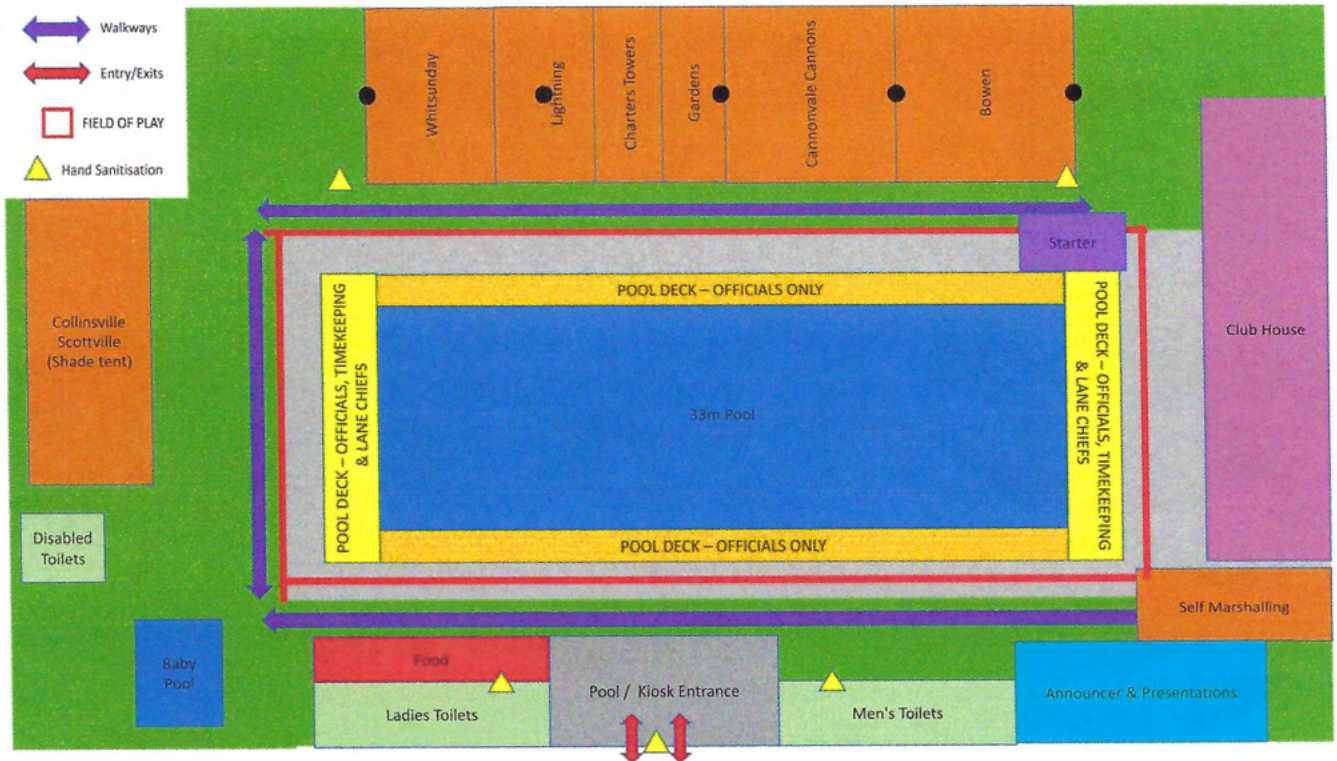 Walkways
Entry/Exits
FIELD OF PLAY
Hand Sanitisation
Whitsunday
Lightning
Charters Towers
Gardens
Cannonvale Cannons
Bowen
Starter
Club House
Collinsville
Scottville
(Shade tent)
POOL DECK – OFFICIALS ONLY
POOL DECK – OFFICIALS, TIMEKEEPING
& LANE CHIEFS
33m Pool
POOL DECK – OFFICIALS, TIMEKEEPING
& LANE CHIEFS
POOL DECK – OFFICIALS ONLY
Disabled
Toilets
Self Marshalling
Baby
Pool
Food
Ladies Toilets
Pool / Kiosk Entrance
Men's Toilets
Announcer & Presentations